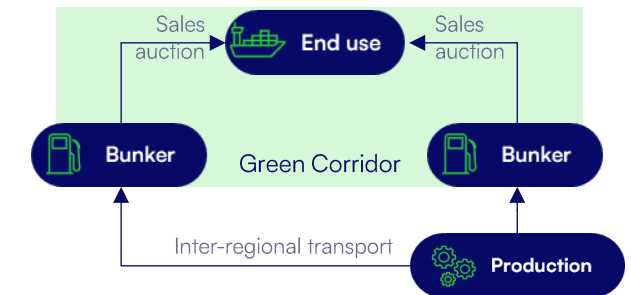 Sales
auction
End use
Sales
auction
Bunker
Green Corridor
Bunker
Inter-regional transport
Production